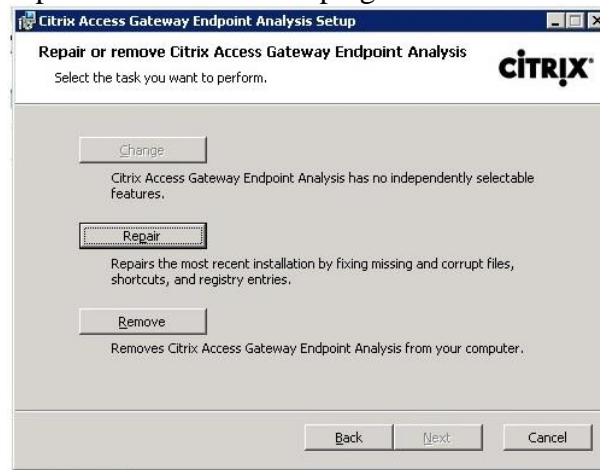 Citrix Access Gateway Endpoint Analysis Setup
Repair or remove Citrix Access Gateway Endpoint Analysis
Select the task you want to perform.
CITRIX
Change
Citrix Access Gateway Endpoint Analysis has no independently selectable
features.
Repair
Repairs the most recent installation by fixing missing and corrupt files,
shortcuts, and registry entries.
Remove
Removes Citrix Access Gateway Endpoint Analysis from your computer.
Back Next Cancel